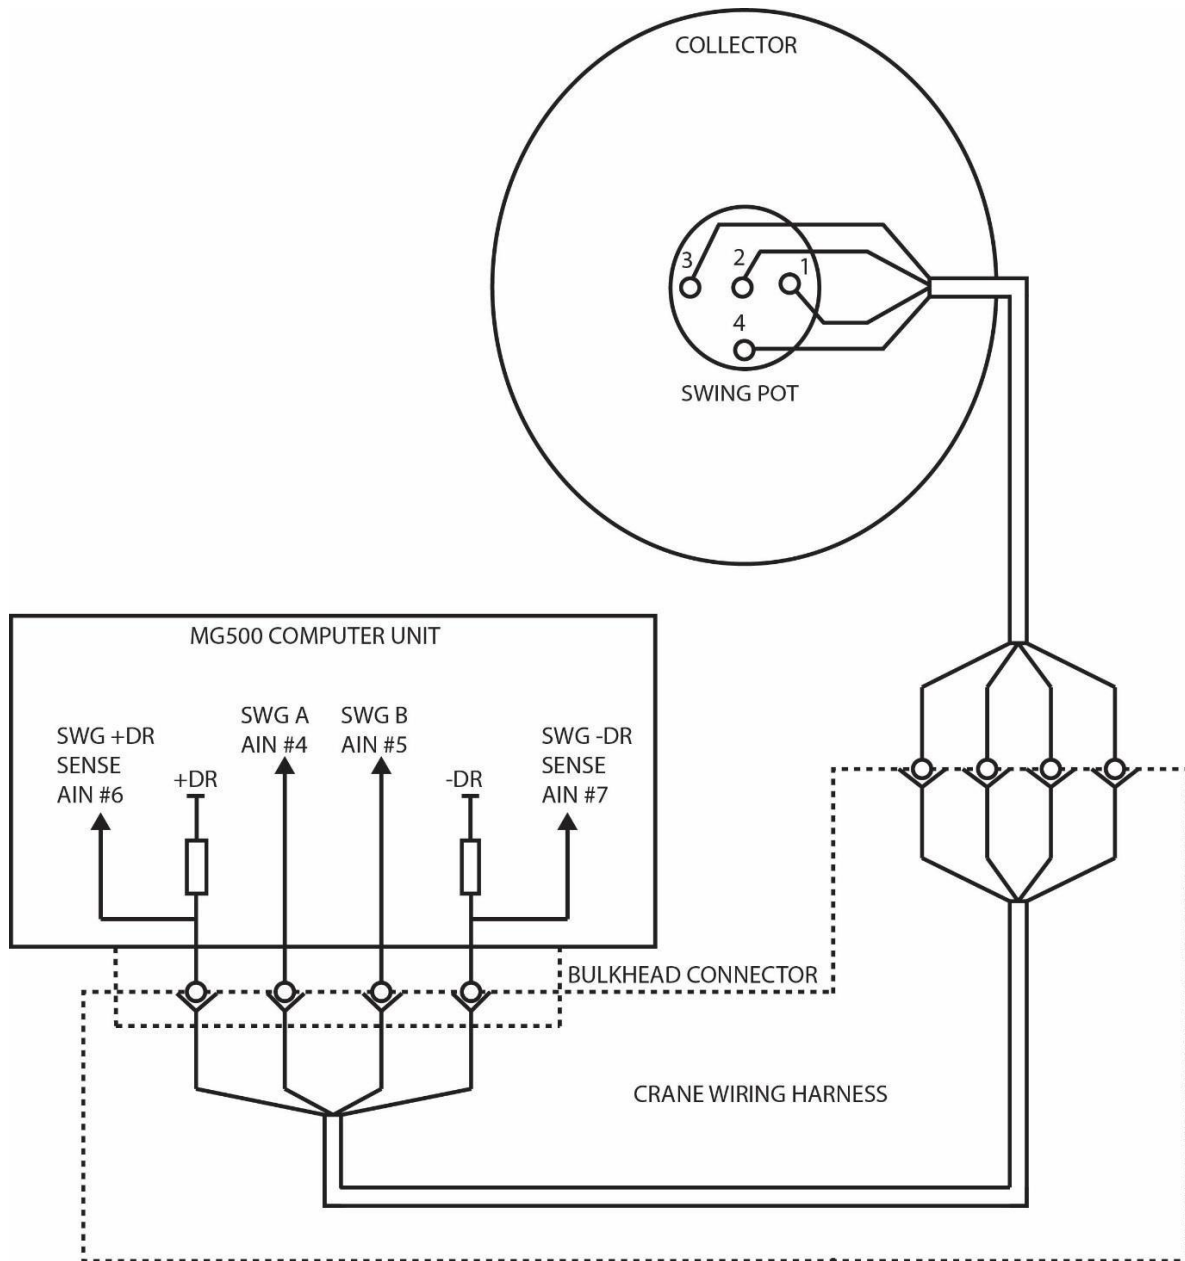 COLLECTOR
3
2
1
4
SWING POT
MG500 COMPUTER UNIT
SWG +DR
SENSE
AIN #6
+DR
SWG A
AIN #4
SWG B
AIN #5
-DR
SWG -DR
SENSE
AIN #7
BULKHEAD CONNECTOR
CRANE WIRING HARNESS